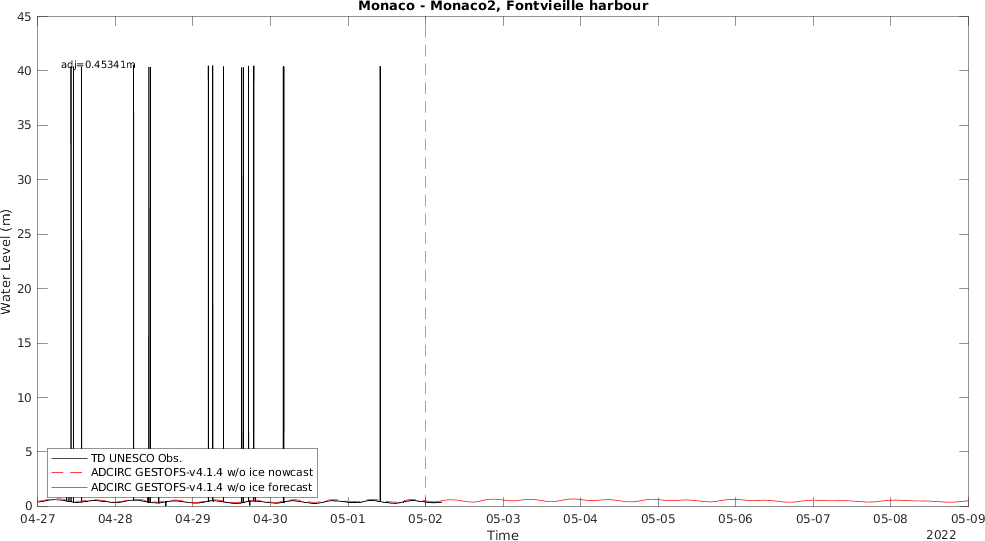 Monaco - Monaco2, Fontvieille harbour
45
40
35
30
25
20
15
10
5
0
Water Level (m)
adj=0.45341m
TD UNESCO Obs.
ADCIRC GESTOFS-v4.1.4 w/o ice nowcast
ADCIRC GESTOFS-v4.1.4 w/o ice forecast
04-27 04-28 04-29 04-30 05-01 05-02 05-03 05-04 05-05 05-06 05-07 05-08 05-09
Time
2022